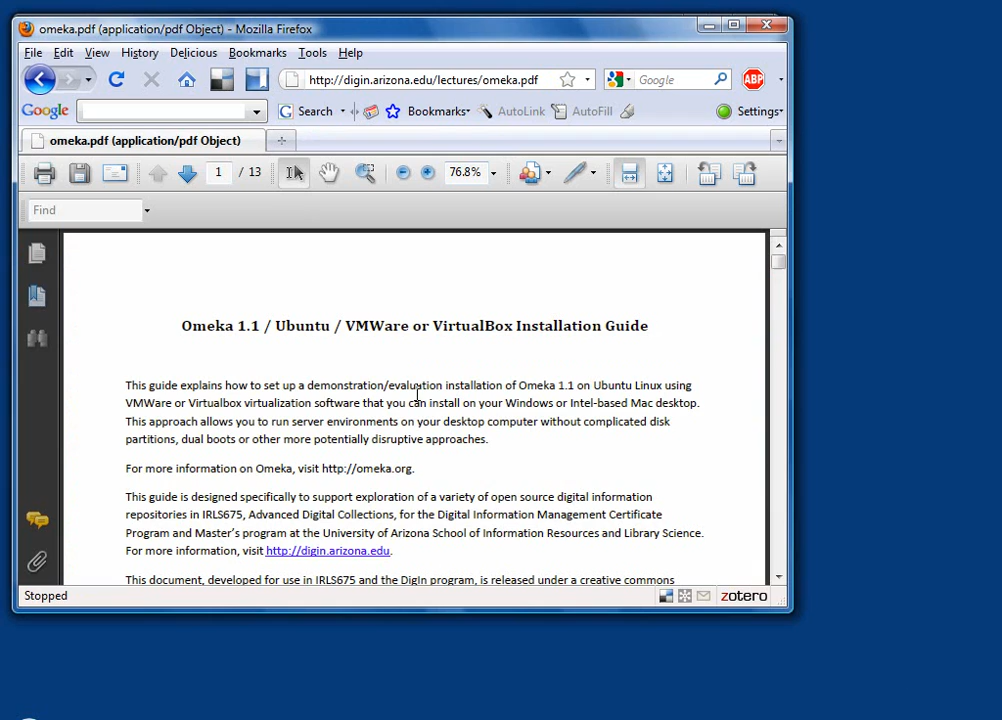 omeka.pdf (application/pdf Object) - Mozilla Firefox
File Edit View History Delicious Bookmarks Tools Help
http://digin.arizona.edu/lectures/omeka.pdf Google ABP
Google Search Bookmarks AutoLink AutoFill Settings
omeka.pdf (application/pdf Object)
1 / 13 76.8%
Find
Omeka 1.1 / Ubuntu / VMWare or VirtualBox Installation Guide
This guide explains how to set up a demonstration/evaluation installation of Omeka 1.1 on Ubuntu Linux using
VMWare or Virtualbox virtualization software that you can install on your Windows or Intel-based Mac desktop.
This approach allows you to run server environments on your desktop computer without complicated disk
partitions, dual boots or other more potentially disruptive approaches.
For more information on Omeka, visit http://omeka.org.
This guide is designed specifically to support exploration of a variety of open source digital information
repositories in IRLS675, Advanced Digital Collections, for the Digital Information Management Certificate
Program and Master's program at the University of Arizona School of Information Resources and Library Science.
For more information, visit http://digin.arizona.edu.
This document, developed for use in IRLS675 and the DigIn program, is released under a creative commons
Stopped zotero